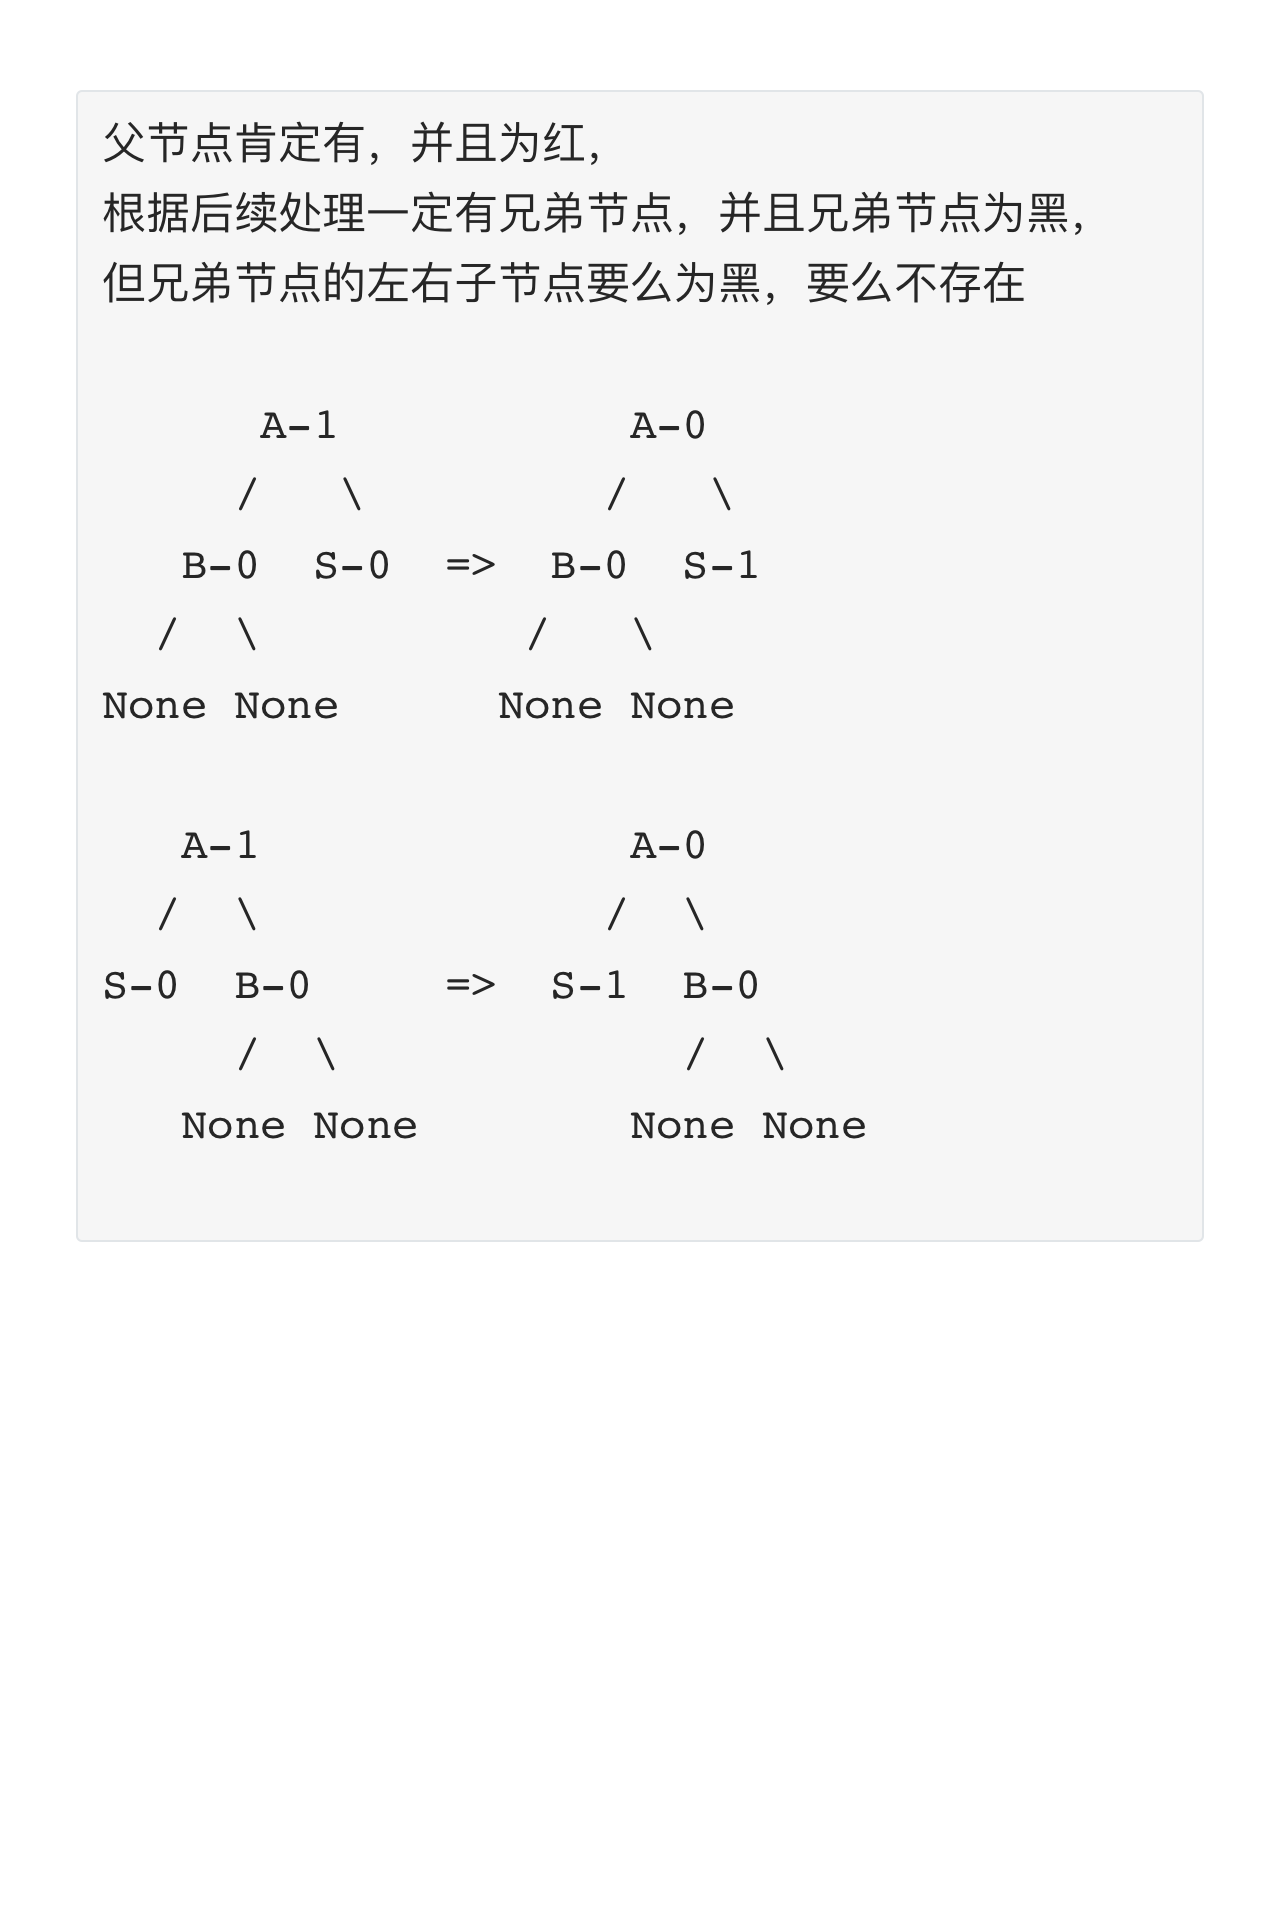 父节点肯定有，并且为红，
根据后续处理一定有兄弟节点，并且兄弟节点为黑，
但兄弟节点的左右子节点要么为黑，要么不存在
            A-1           A-0
          /    \         /    \
      B-0  S-0  =>  B-0  S-1
    /   \          /    \
None None      None None
   A-1              A-0
  /   \            /   \
S-0  B-0     =>  S-1  B-0
     /   \            /   \
   None None        None None